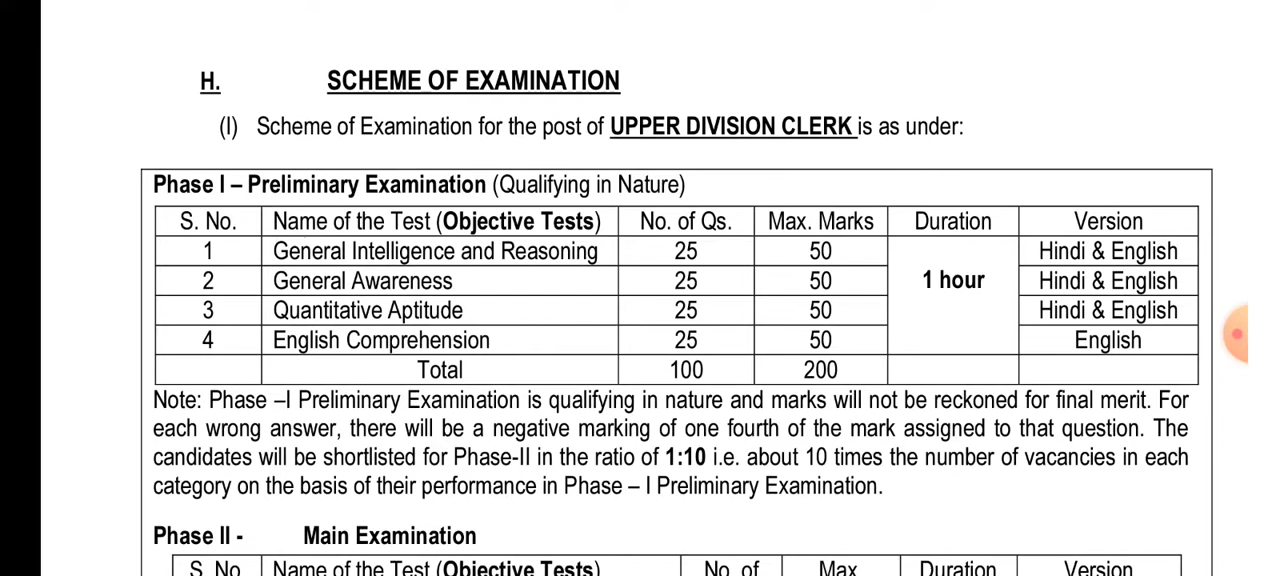 H. SCHEME OF EXAMINATION
(I) Scheme of Examination for the post of UPPER DIVISION CLERK is as under:
Phase I – Preliminary Examination (Qualifying in Nature)
S. No. Name of the Test (Objective Tests) No. of Qs. Max. Marks Duration Version
1 General Intelligence and Reasoning 25 50 Hindi & English
2 General Awareness 25 50 1 hour Hindi & English
3 Quantitative Aptitude 25 50 Hindi & English
4 English Comprehension 25 50 English
Total 100 200
Note: Phase –I Preliminary Examination is qualifying in nature and marks will not be reckoned for final merit. For
each wrong answer, there will be a negative marking of one fourth of the mark assigned to that question. The
candidates will be shortlisted for Phase-II in the ratio of 1:10 i.e. about 10 times the number of vacancies in each
category on the basis of their performance in Phase – I Preliminary Examination.
Phase II - Main Examination
S. No Name of the Test (Objective Tests) No. of Max. Duration Version